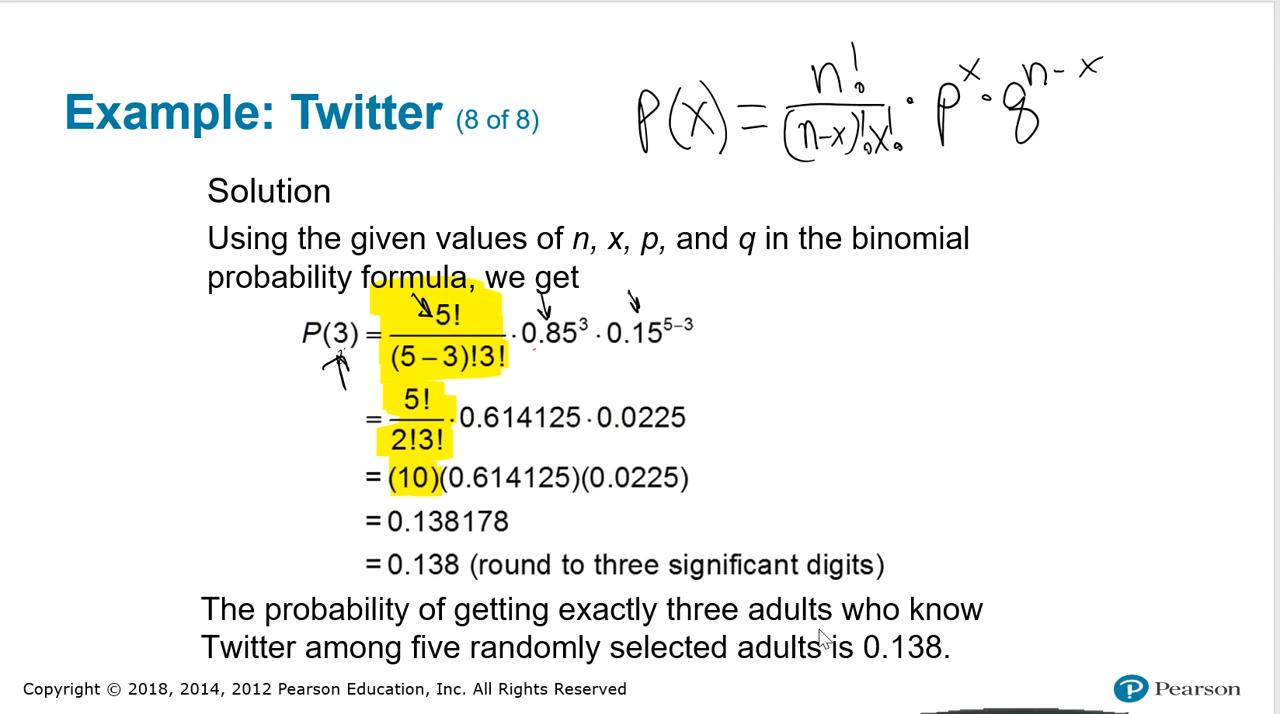 Example: Twitter (8 of 8)
P(x) = n!/((n-x)!x!) · p^x · q^(n-x)
Solution
Using the given values of n, x, p, and q in the binomial
probability formula, we get
P(3) = 5!/((5 – 3)!3!) · 0.85^3 · 0.15^(5–3)
= 5!/(2!3!) · 0.614125 · 0.0225
= (10)(0.614125)(0.0225)
= 0.138178
= 0.138 (round to three significant digits)
The probability of getting exactly three adults who know
Twitter among five randomly selected adults is 0.138.
Copyright © 2018, 2014, 2012 Pearson Education, Inc. All Rights Reserved
P Pearson